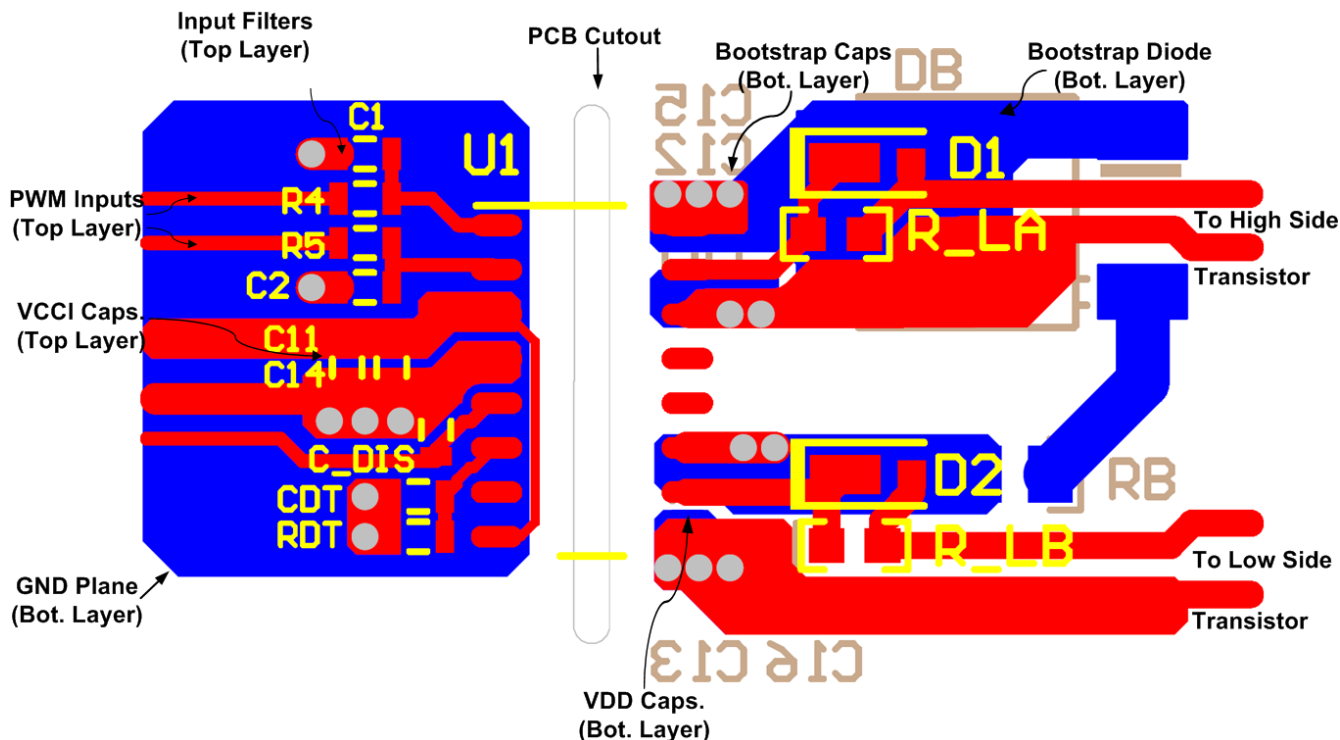 Input Filters
(Top Layer)
PCB Cutout
Bootstrap Caps
(Bot. Layer)
Bootstrap Diode
(Bot. Layer)
DB
C15
C12
C1
U1
D1
PWM Inputs
(Top Layer)
R4
R5
R_LA
To High Side
Transistor
C2
VCCI Caps.
(Top Layer)
C11
C14
C_DIS
CDT
RDT
D2
RB
R_LB
To Low Side
Transistor
GND Plane
(Bot. Layer)
C13
C16
VDD Caps.
(Bot. Layer)